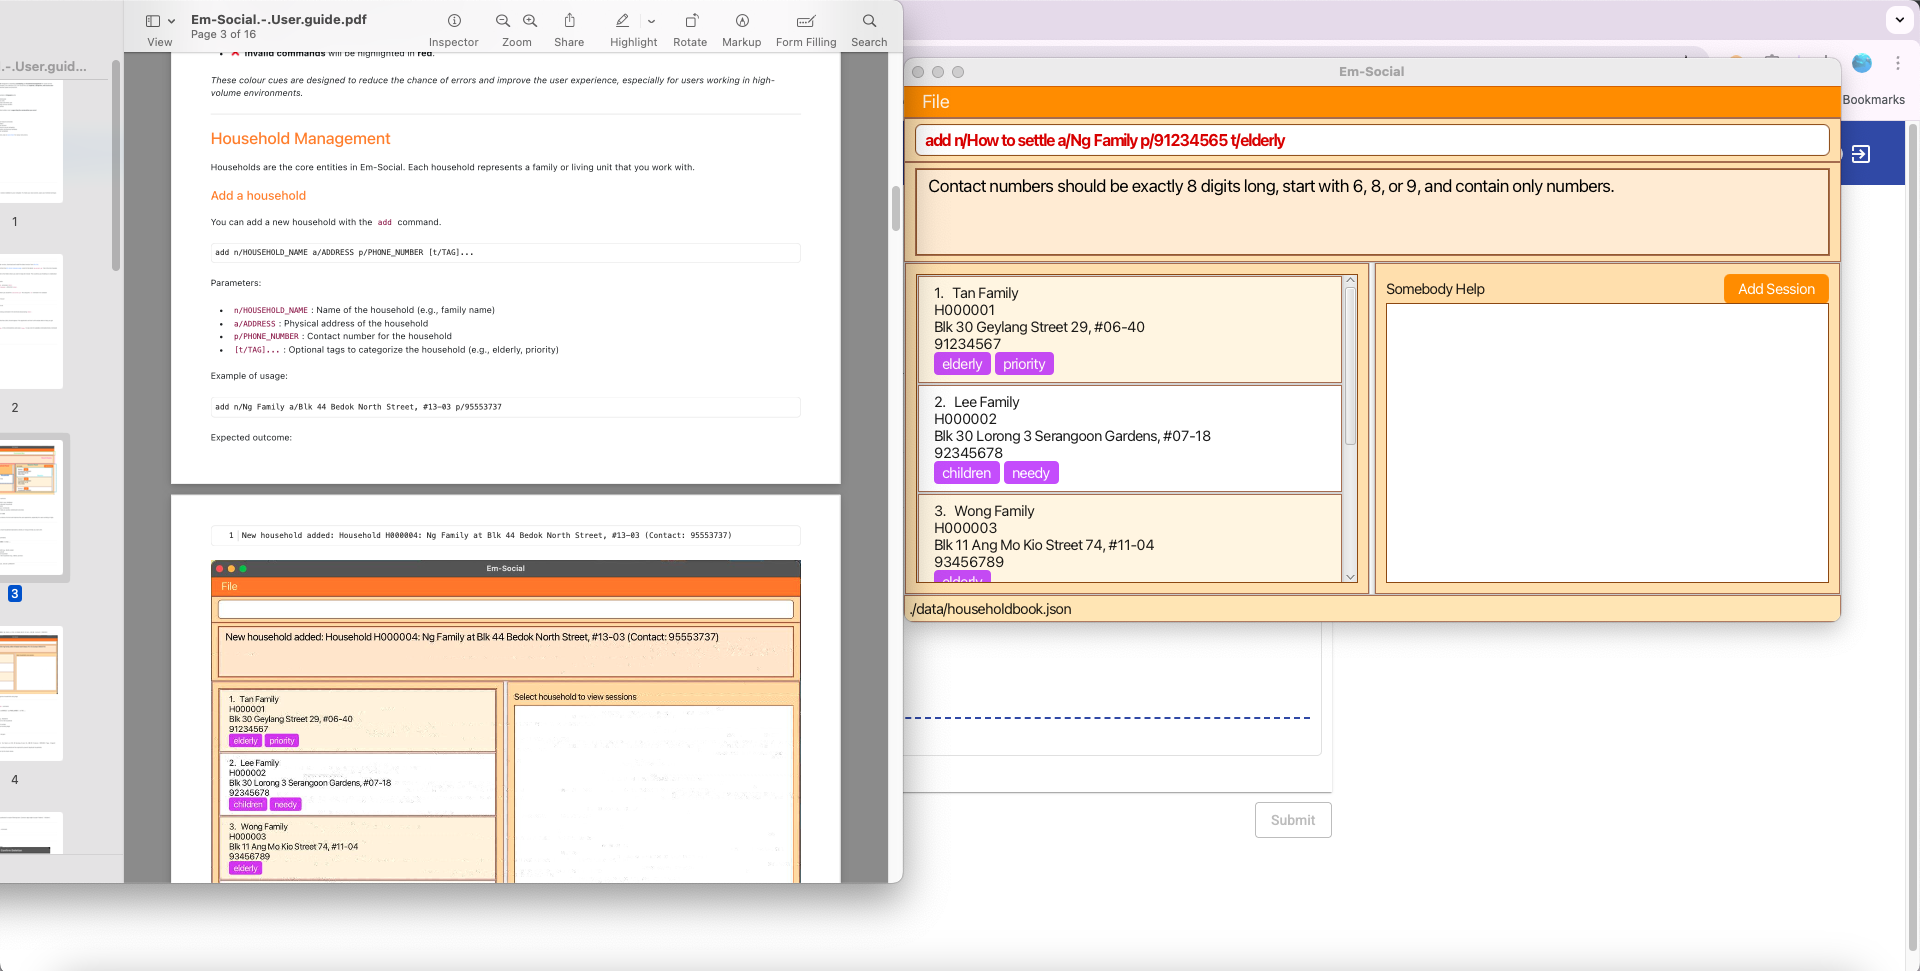 Em-Social.-.User.guide.pdf
Page 3 of 16
View
Inspector
Zoom
Share
Highlight
Rotate
Markup
Form Filling
Search
.-.User.guid...
1
2
3
4
Invalid commands will be highlighted in red.
These colour cues are designed to reduce the chance of errors and improve the user experience, especially for users working in high-
volume environments.
Household Management
Households are the core entities in Em-Social. Each household represents a family or living unit that you work with.
Add a household
You can add a new household with the add command.
add n/HOUSEHOLD_NAME a/ADDRESS p/PHONE_NUMBER [t/TAG]...
Parameters:
n/HOUSEHOLD_NAME : Name of the household (e.g., family name)
a/ADDRESS : Physical address of the household
p/PHONE_NUMBER : Contact number for the household
[t/TAG]... : Optional tags to categorize the household (e.g., elderly, priority)
Example of usage:
add n/Ng Family a/Blk 44 Bedok North Street, #13-03 p/95553737
Expected outcome:
1 New household added: Household H000004: Ng Family at Blk 44 Bedok North Street, #13-03 (Contact: 95553737)
Em-Social
File
New household added: Household H000004: Ng Family at Blk 44 Bedok North Street, #13-03 (Contact: 95553737)
1. Tan Family
H000001
Blk 30 Geylang Street 29, #06-40
91234567
elderly priority
2. Lee Family
H000002
Blk 30 Lorong 3 Serangoon Gardens, #07-18
92345678
children needy
3. Wong Family
H000003
Blk 11 Ang Mo Kio Street 74, #11-04
93456789
elderly
Select household to view sessions
Em-Social
File
add n/How to settle a/Ng Family p/91234565 t/elderly
Contact numbers should be exactly 8 digits long, start with 6, 8, or 9, and contain only numbers.
1. Tan Family
H000001
Blk 30 Geylang Street 29, #06-40
91234567
elderly priority
2. Lee Family
H000002
Blk 30 Lorong 3 Serangoon Gardens, #07-18
92345678
children needy
3. Wong Family
H000003
Blk 11 Ang Mo Kio Street 74, #11-04
93456789
elderly
Somebody Help
Add Session
./data/householdbook.json
Bookmarks
Submit